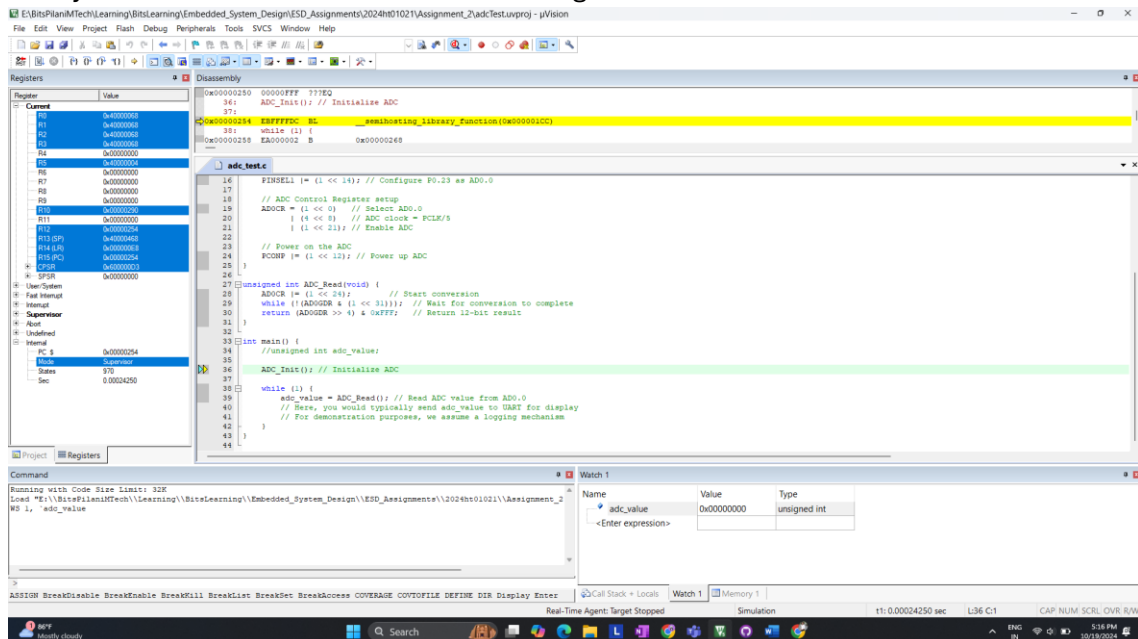 E:\BitsPilaniMTech\Learning\BitsLearning\Embedded_System_Design\ESD_Assignments\2024ht01021\Assignment_2\adcTest.uvproj - µVision
File Edit View Project Flash Debug Peripherals Tools SVCS Window Help
Registers
Register Value
Current
R0 0x40000068
R1 0x40000068
R2 0x40000068
R3 0x40000068
R4 0x00000000
R5 0x40000004
R6 0x00000000
R7 0x00000000
R8 0x00000000
R9 0x00000000
R10 0x00000290
R11 0x00000000
R12 0x00000254
R13 (SP) 0x40000468
R14 (LR) 0x000000E8
R15 (PC) 0x00000254
CPSR 0x600000D3
SPSR 0x00000000
User/System
Fast Interrupt
Interrupt
Supervisor
Abort
Undefined
Internal
PC $ 0x00000254
Mode Supervisor
States 970
Sec 0.00024250
Project Registers
Disassembly
0x00000250 00000FFF ???EQ
36: ADC_Init(); // Initialize ADC
37:
0x00000254 EBFFFFDC BL __semihosting_library_function(0x000001CC)
38: while (1) {
0x00000258 EA000002 B 0x00000268
adc_test.c
16 PINSEL1 |= (1 << 14); // Configure P0.23 as AD0.0
17
18 // ADC Control Register setup
19 AD0CR = (1 << 0) // Select AD0.0
20 | (4 << 8) // ADC clock = PCLK/5
21 | (1 << 21); // Enable ADC
22
23 // Power on the ADC
24 PCONP |= (1 << 12); // Power up ADC
25 }
26
27 unsigned int ADC_Read(void) {
28 AD0CR |= (1 << 24); // Start conversion
29 while (!(AD0GDR & (1 << 31))); // Wait for conversion to complete
30 return (AD0GDR >> 4) & 0xFFF; // Return 12-bit result
31 }
32
33 int main() {
34 //unsigned int adc_value;
35
36 ADC_Init(); // Initialize ADC
37
38 while (1) {
39 adc_value = ADC_Read(); // Read ADC value from AD0.0
40 // Here, you would typically send adc_value to UART for display
41 // For demonstration purposes, we assume a logging mechanism
42 }
43 }
44
Command
Running with Code Size Limit: 32K
Load "E:\\BitsPilaniMTech\\Learning\\BitsLearning\\Embedded_System_Design\\ESD_Assignments\\2024ht01021\\Assignment_2
WS 1, `adc_value
>
ASSIGN BreakDisable BreakEnable BreakKill BreakList BreakSet BreakAccess COVERAGE COVTOFILE DEFINE DIR Display Enter
Watch 1
Name Value Type
adc_value 0x00000000 unsigned int
<Enter expression>
Call Stack + Locals Watch 1 Memory 1
Real-Time Agent: Target Stopped Simulation t1: 0.00024250 sec L:36 C:1 CAP NUM SCRL OVR R/W
86°F
Mostly cloudy
Search
ENG
IN
5:16 PM
10/19/2024